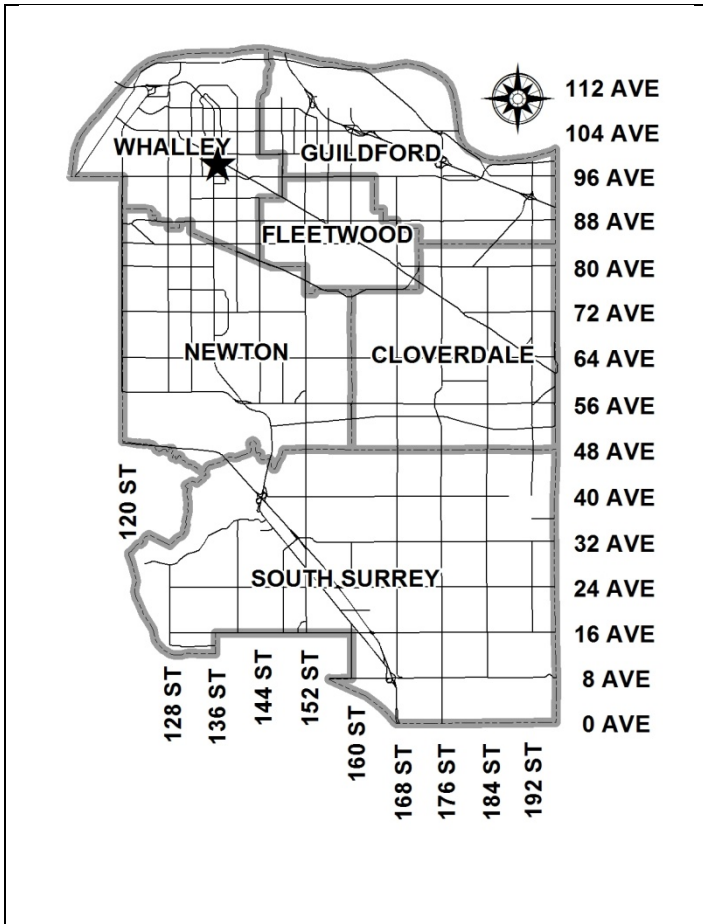 112 AVE
104 AVE
WHALLEY
GUILDFORD
96 AVE
88 AVE
FLEETWOOD
80 AVE
72 AVE
NEWTON
CLOVERDALE
64 AVE
56 AVE
48 AVE
120 ST
40 AVE
32 AVE
SOUTH SURREY
24 AVE
16 AVE
8 AVE
0 AVE
128 ST
136 ST
144 ST
152 ST
160 ST
168 ST
176 ST
184 ST
192 ST